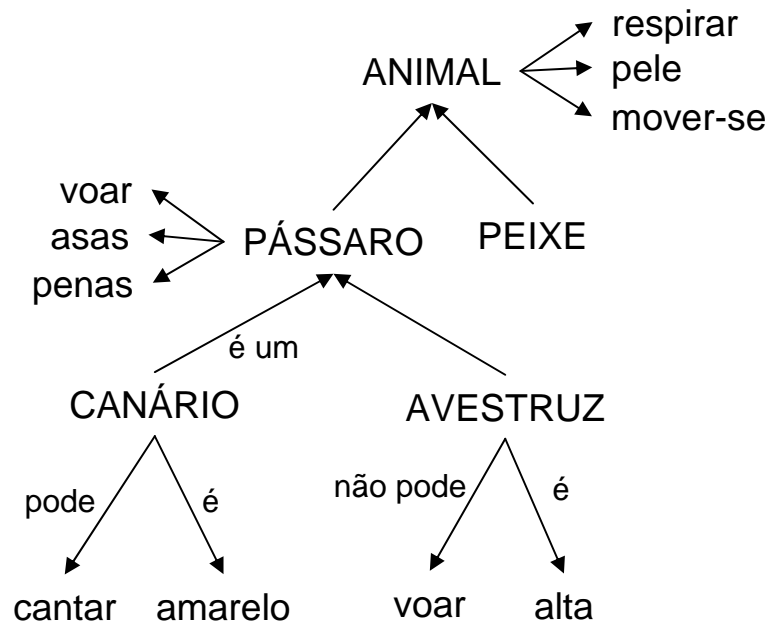 respirar
ANIMAL
pele
mover-se
voar
asas
penas
PÁSSARO
PEIXE
é um
CANÁRIO
AVESTRUZ
pode
é
não pode
é
cantar
amarelo
voar
alta